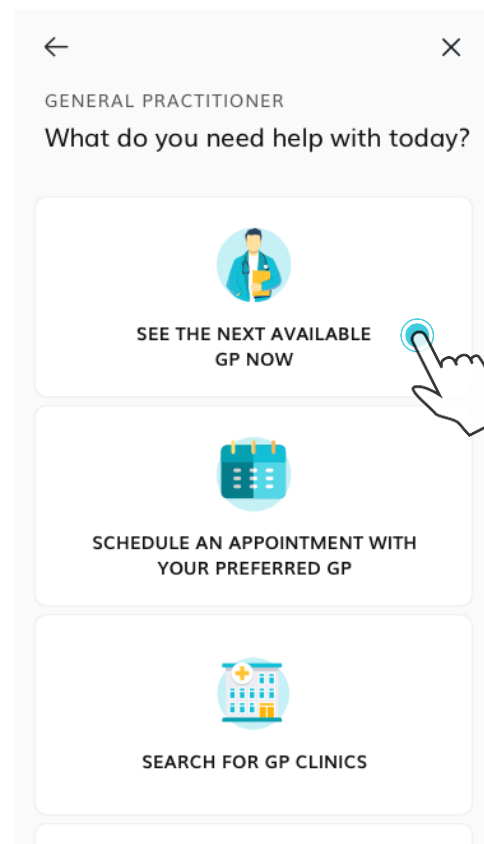 GENERAL PRACTITIONER
What do you need help with today?
SEE THE NEXT AVAILABLE
GP NOW
SCHEDULE AN APPOINTMENT WITH
YOUR PREFERRED GP
SEARCH FOR GP CLINICS